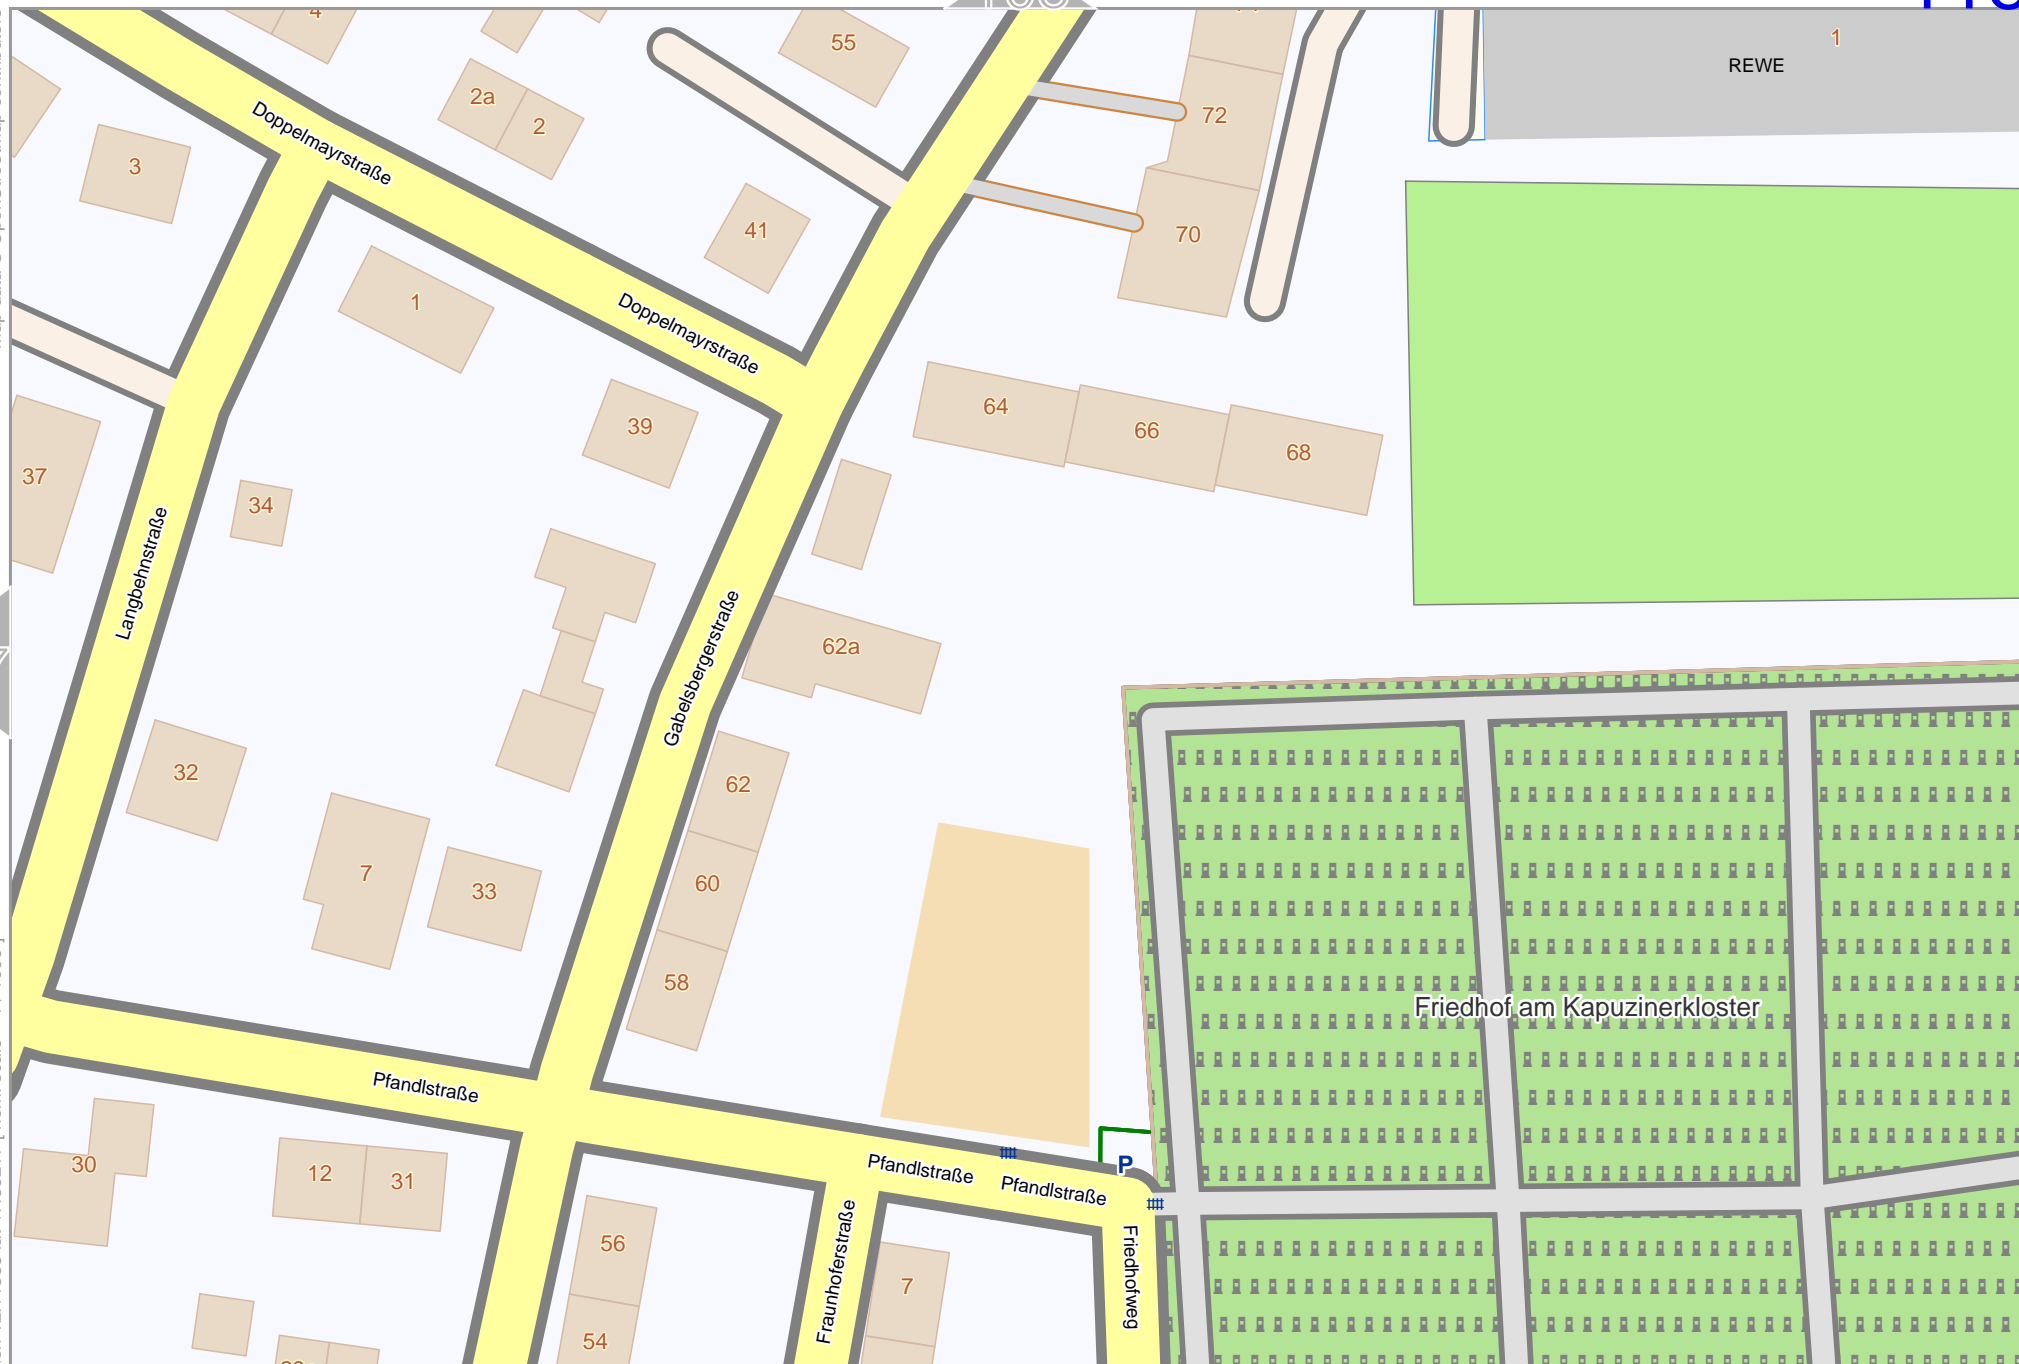 4
55
1
REWE
2a
2
72
Doppelmayrstraße
3
41
70
1
Doppelmayrstraße
64
39
66
68
37
34
Langbehnstraße
Gabelsbergerstraße
62a
32
62
7
33
60
58
Friedhof am Kapuzinerkloster
Pfandlstraße
30
12
31
Pfandlstraße
P
Pfandlstraße
56
Fraunhoferstraße
7
Friedhofweg
54